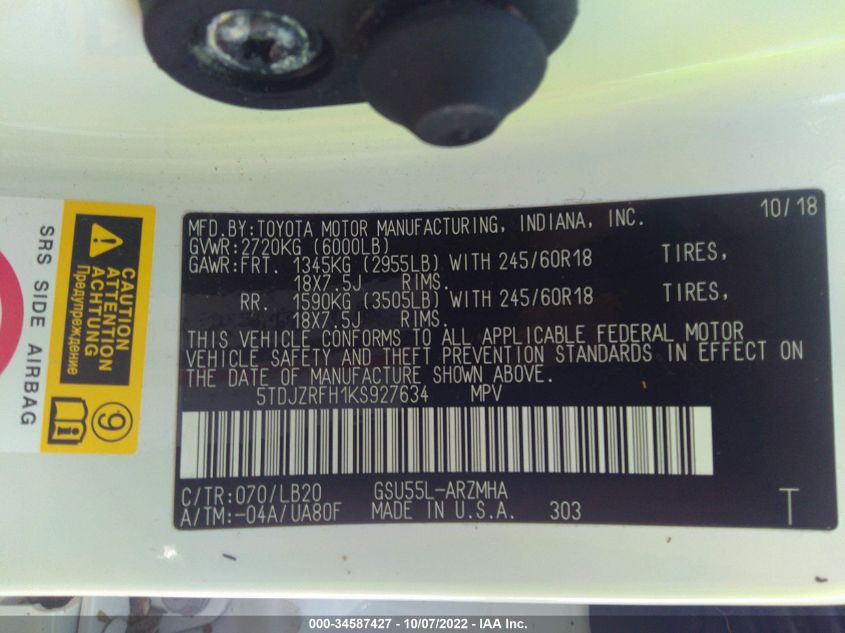 MFD.BY:TOYOTA MOTOR MANUFACTURING, INDIANA, INC. 10/18
GVWR:2720KG (6000LB)
GAWR:FRT. 1345KG (2955LB) WITH 245/60R18 TIRES,
18X7.5J RIMS.
RR. 1590KG (3505LB) WITH 245/60R18 TIRES,
18X7.5J RIMS.
THIS VEHICLE CONFORMS TO ALL APPLICABLE FEDERAL MOTOR
VEHICLE SAFETY AND THEFT PREVENTION STANDARDS IN EFFECT ON
THE DATE OF MANUFACTURE SHOWN ABOVE.
5TDJZRFH1KS927634 MPV
C/TR:070/LB20 GSU55L-ARZMHA
A/TM:-04A/UA80F MADE IN U.S.A. 303 T
CAUTION
ATTENTION
ACHTUNG
Предупреждение
9
SRS SIDE AIRBAG
000-34587427 - 10/07/2022 - IAA Inc.